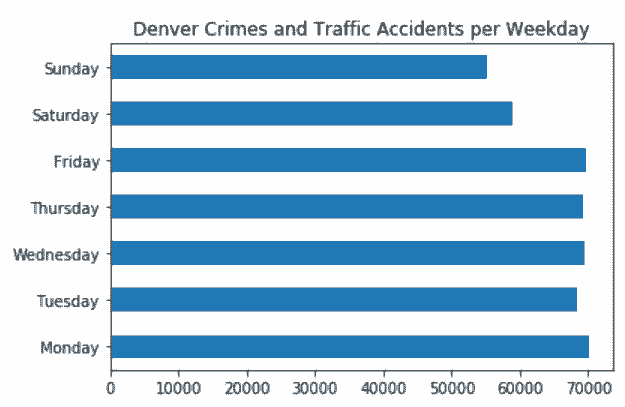 Denver Crimes and Traffic Accidents per Weekday
Sunday
Saturday
Friday
Thursday
Wednesday
Tuesday
Monday
0 10000 20000 30000 40000 50000 60000 70000